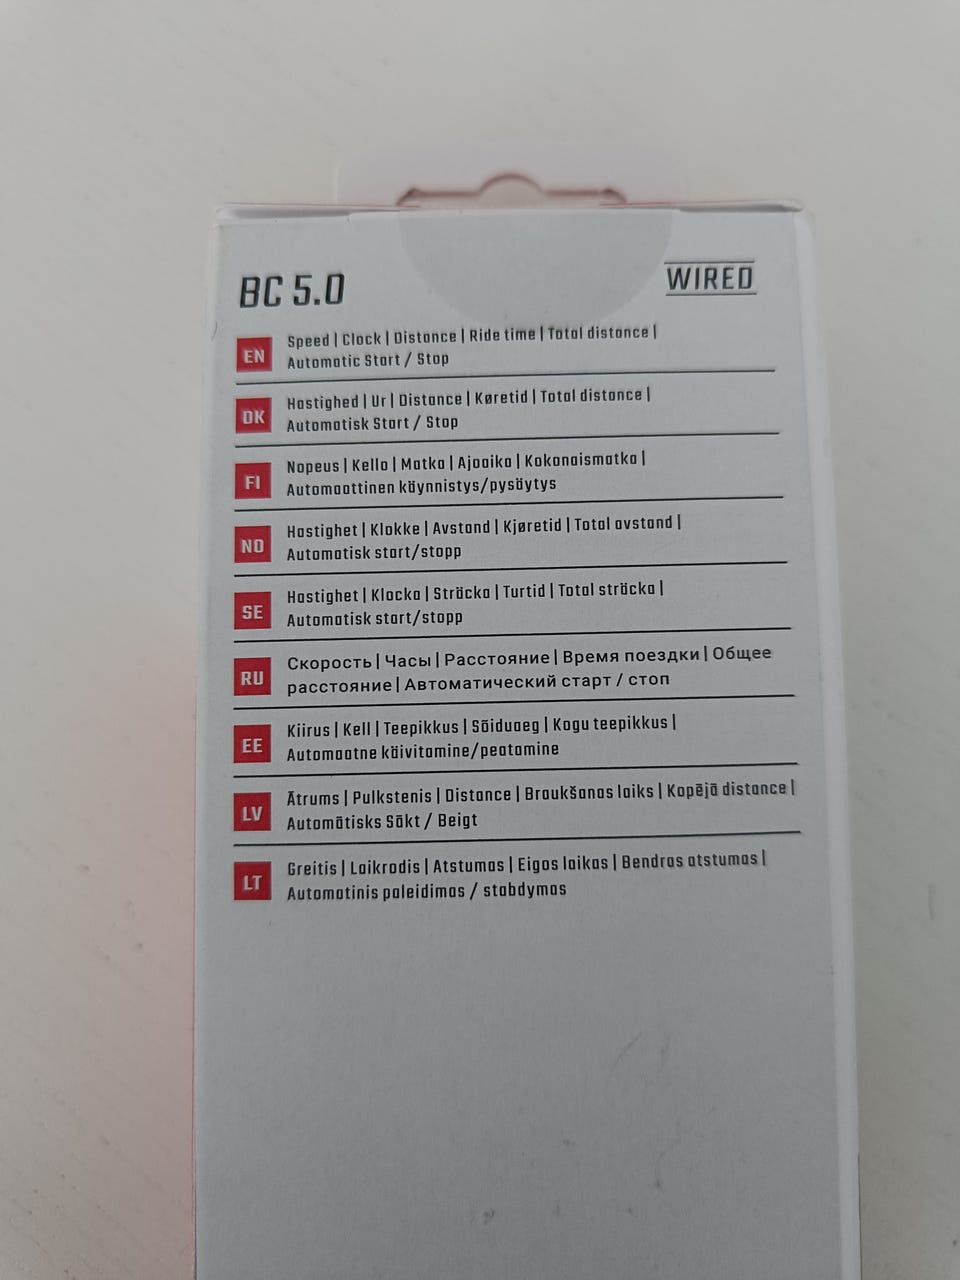 BC 5.0
WIRED
EN
Speed | Clock | Distance | Ride time | Total distance |
Automatic Start / Stop
DK
Hastighed | Ur | Distance | Køretid | Total distance |
Automatisk Start / Stop
FI
Nopeus | Kello | Matka | Ajoaika | Kokonaismatka |
Automaattinen käynnistys/pysäytys
NO
Hastighet | Klokke | Avstand | Kjøretid | Total avstand |
Automatisk start/stopp
SE
Hastighet | Klocka | Sträcka | Turtid | Total sträcka |
Automatisk start/stopp
RU
Скорость | Часы | Расстояние | Время поездки | Общее
расстояние | Автоматический старт / стоп
EE
Kiirus | Kell | Teepikkus | Sõiduaeg | Kogu teepikkus |
Automaatne käivitamine/peatamine
LV
Ātrums | Pulkstenis | Distance | Braukšanas laiks | Kopējā distance |
Automātisks Sākt / Beigt
LT
Greitis | Laikrodis | Atstumas | Eigos laikas | Bendras atstumas |
Automatinis paleidimas / stabdymas